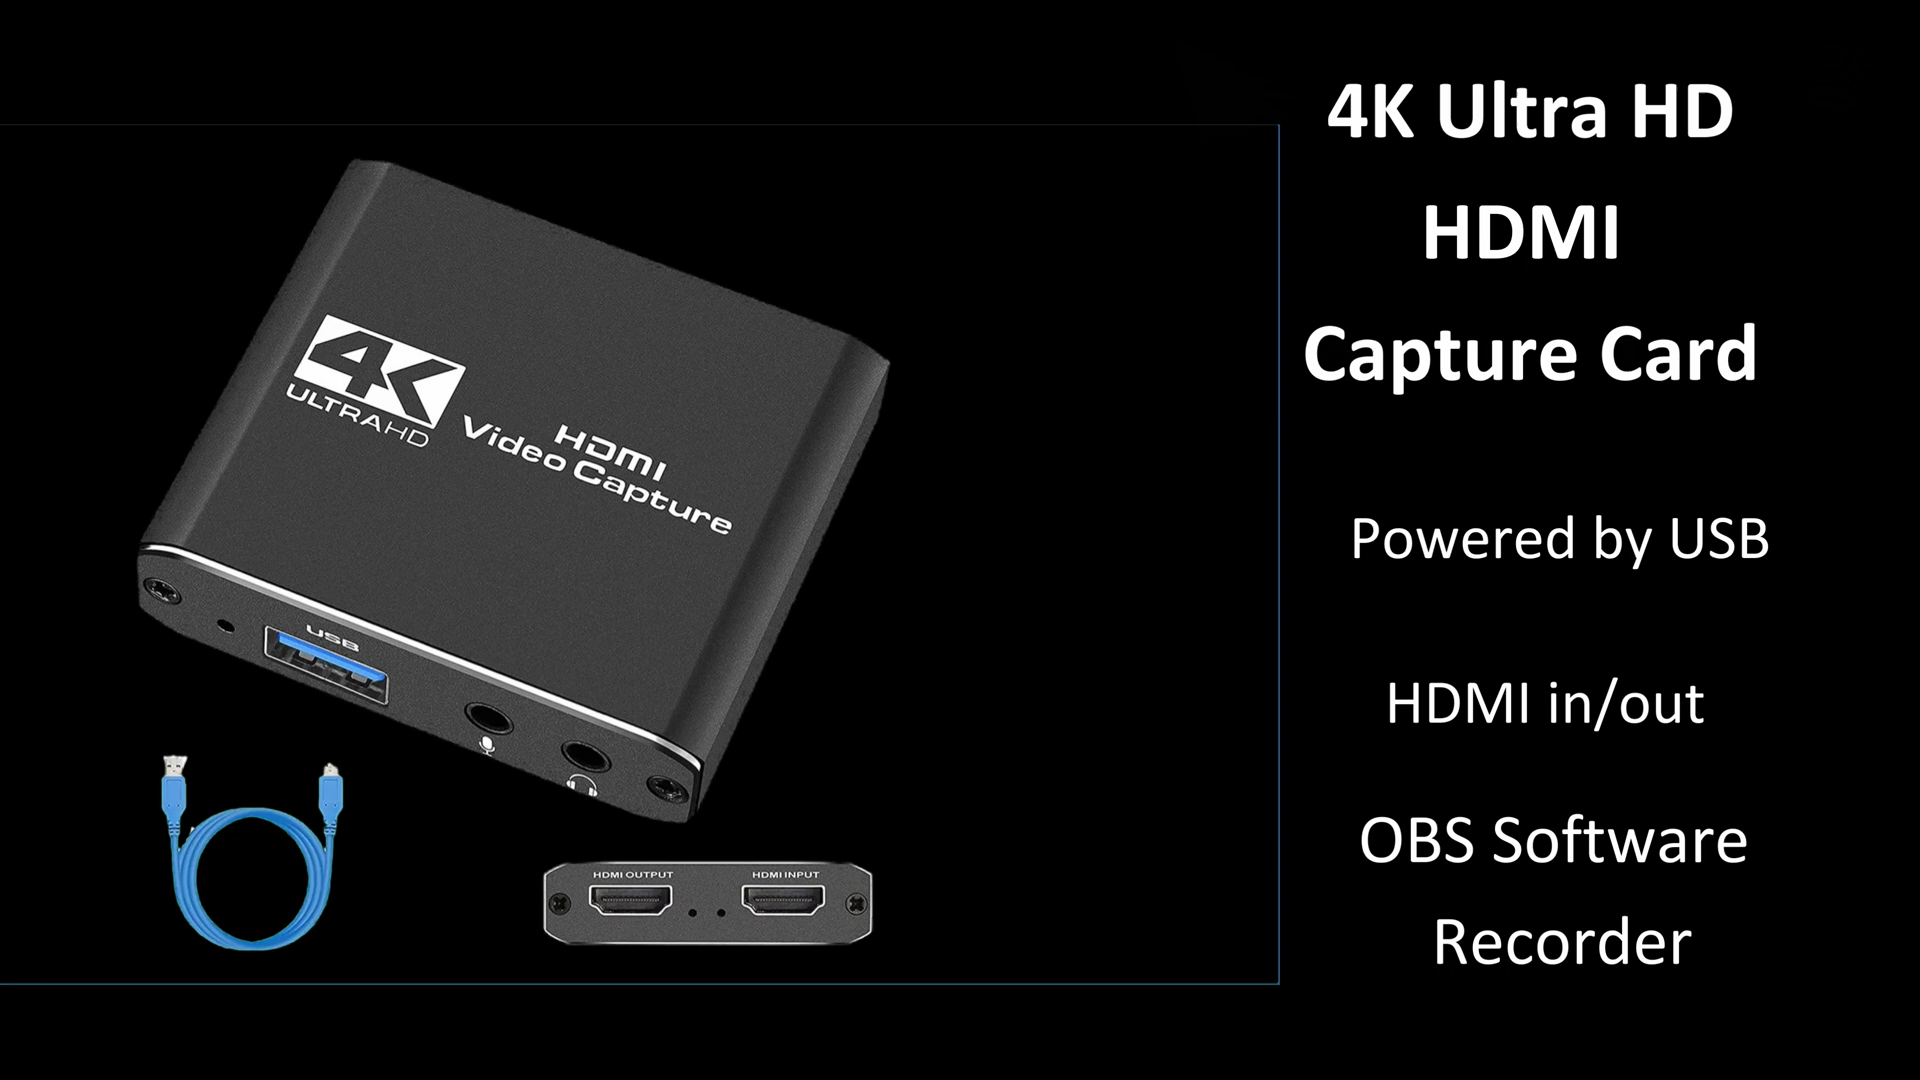 4K Ultra HD
HDMI
Capture Card
Powered by USB
HDMI in/out
OBS Software
Recorder
4K
ULTRAHD
HDMI
Video Capture
USB
HDMI OUTPUT
HDMI INPUT